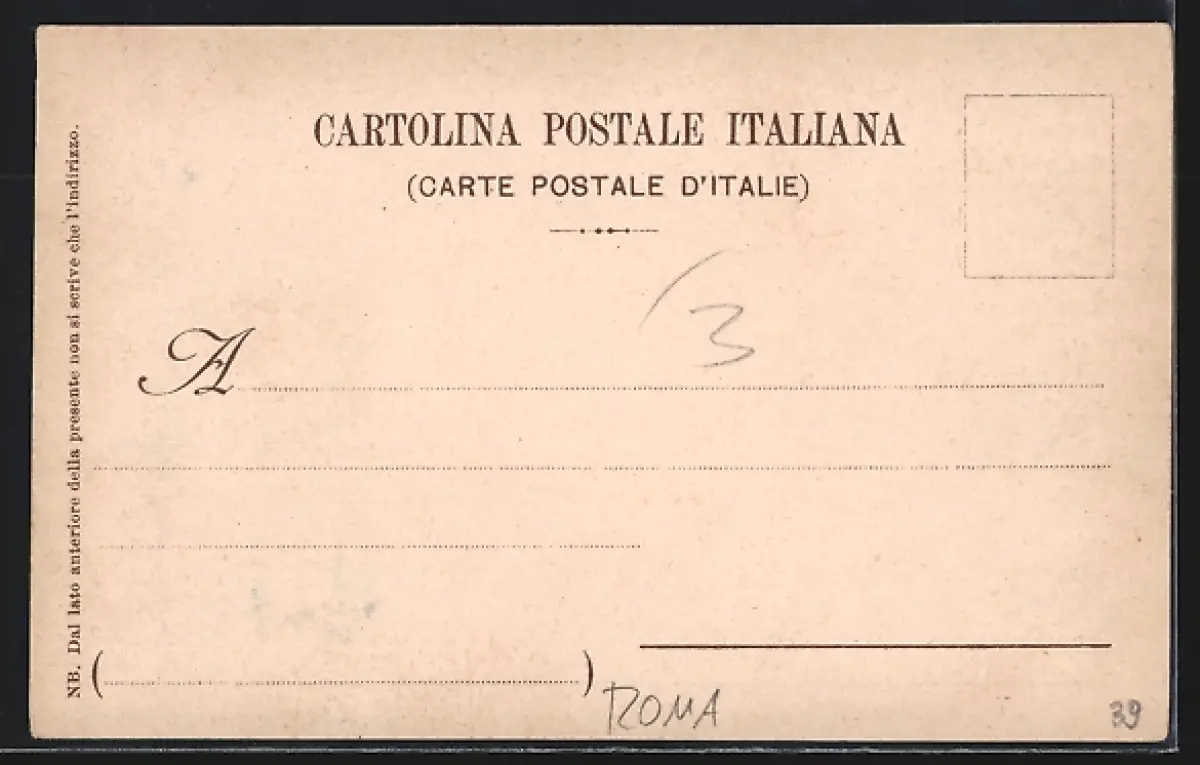 CARTOLINA POSTALE ITALIANA
(CARTE POSTALE D'ITALIE)
3
A
( )
ROMA
39
NB. Dal lato anteriore della presente non si scrive che l'indirizzo.